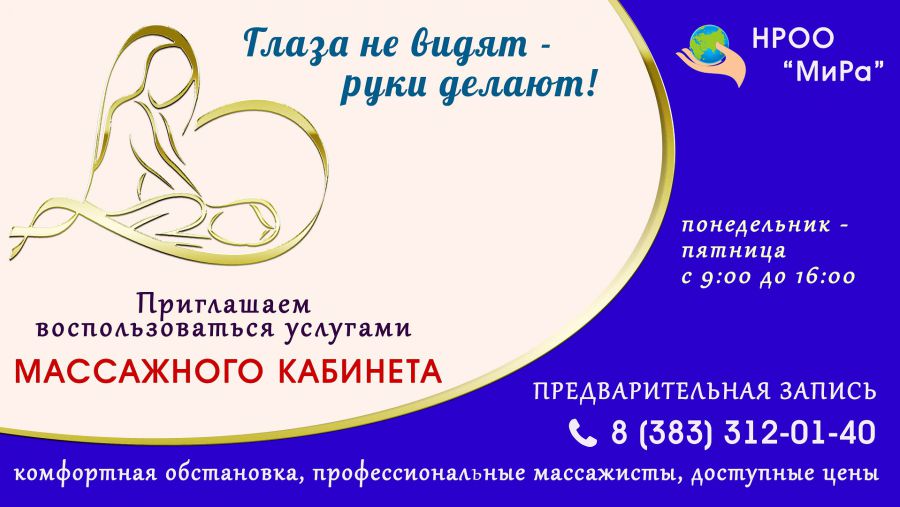 Глаза не видят -
руки делают!
НРОО
“МиРа”
понедельник -
пятница
с 9:00 до 16:00
Приглашаем
воспользоваться услугами
МАССАЖНОГО КАБИНЕТА
ПРЕДВАРИТЕЛЬНАЯ ЗАПИСЬ
8 (383) 312-01-40
комфортная обстановка, профессиональные массажисты, доступные цены